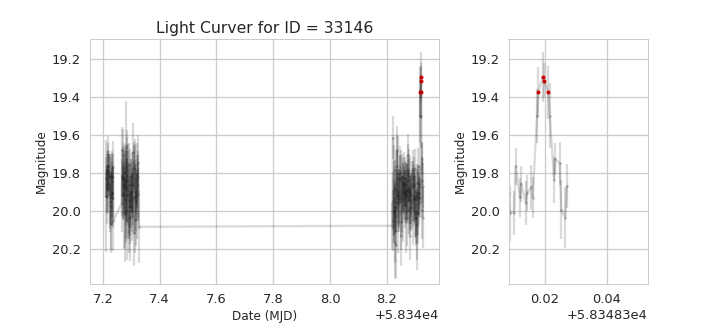 Light Curver for ID = 33146
Magnitude
19.2
19.4
19.6
19.8
20.0
20.2
7.2 7.4 7.6 7.8 8.0 8.2
Date (MJD)
+5.834e4
Magnitude
19.2
19.4
19.6
19.8
20.0
20.2
0.02 0.04
+5.83483e4